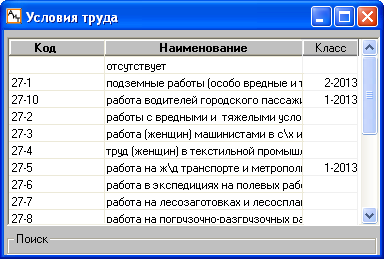 Условия труда
Код Наименование Класс
отсутствует
27-1 подземные работы (особо вредные и т 2-2013
27-10 работа водителей городского пассажи 1-2013
27-2 работы с вредными и тяжелыми усло
27-3 работа (женщин) машинистами в с\х и
27-4 труд (женщин) в текстильной промышл
27-5 работа на ж\д транспорте и метропол 1-2013
27-6 работа в экспедициях на полевых рабо
27-7 работа на лесозаготовках и лесосплав
27-8 работа на погрузочно-разгрузочных ра
Поиск